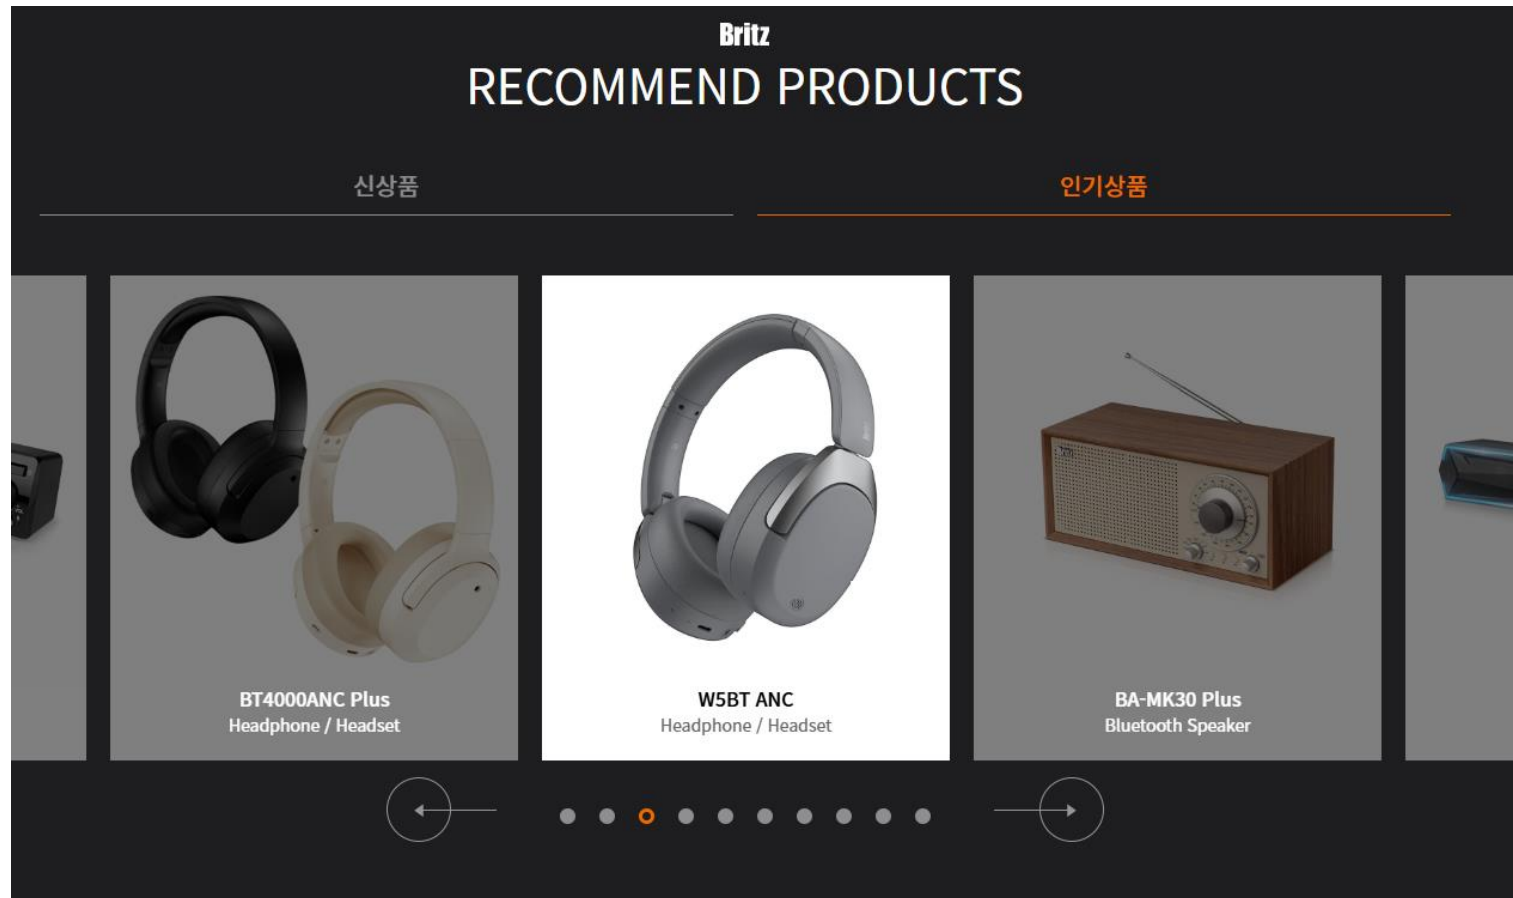 Britz
RECOMMEND PRODUCTS
신상품
인기상품
BT4000ANC Plus
Headphone / Headset
W5BT ANC
Headphone / Headset
BA-MK30 Plus
Bluetooth Speaker